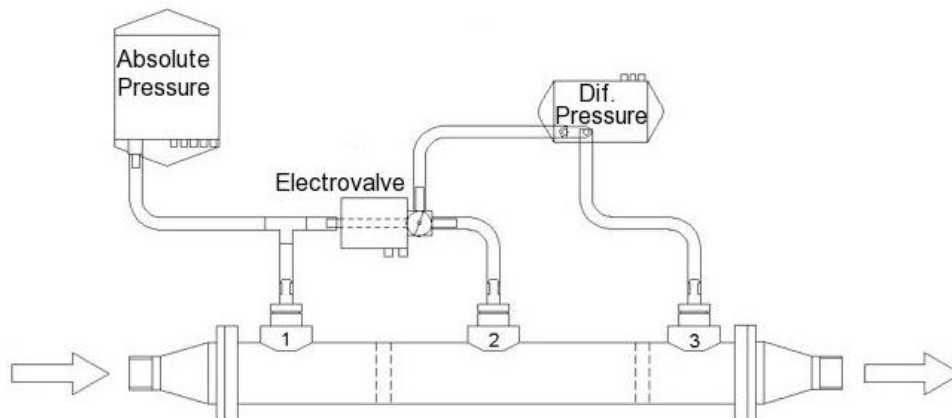 Absolute
Pressure
Dif.
Pressure
Electrovalve
1
2
3